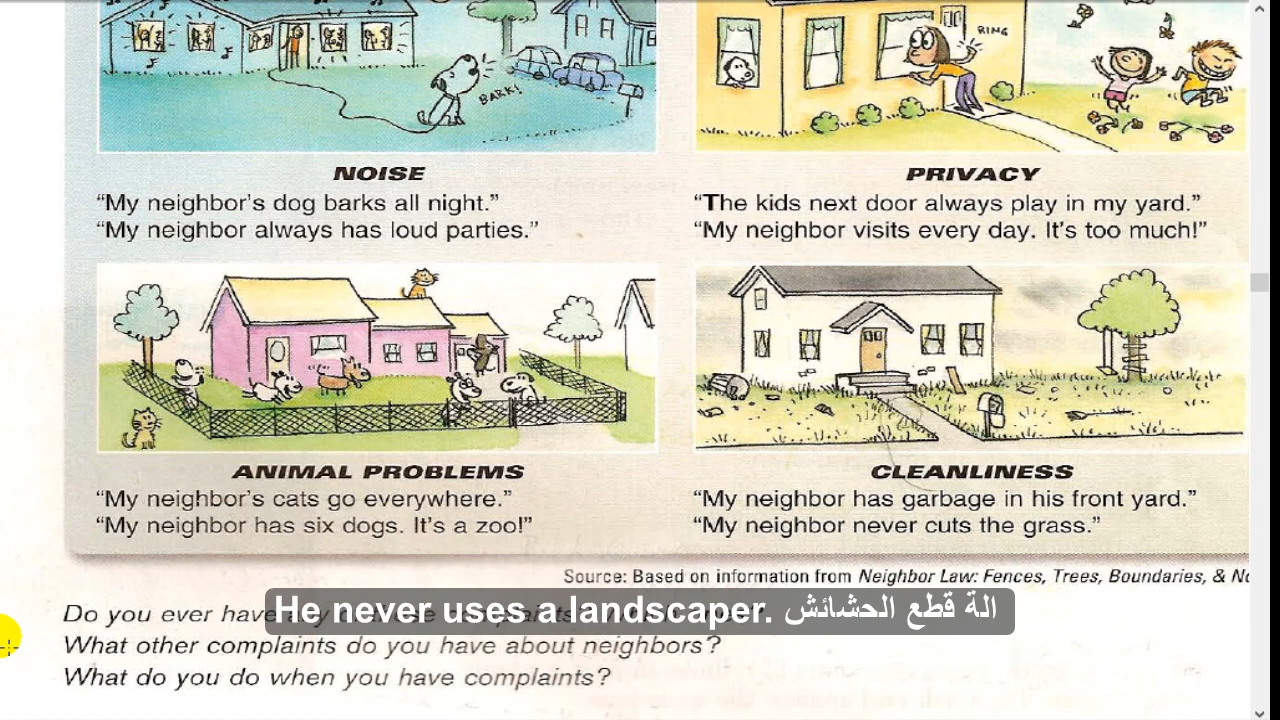 BARK!
RING
NOISE
"My neighbor's dog barks all night."
"My neighbor always has loud parties."
PRIVACY
"The kids next door always play in my yard."
"My neighbor visits every day. It's too much!"
ANIMAL PROBLEMS
"My neighbor's cats go everywhere."
"My neighbor has six dogs. It's a zoo!"
CLEANLINESS
"My neighbor has garbage in his front yard."
"My neighbor never cuts the grass."
Source: Based on information from Neighbor Law: Fences, Trees, Boundaries, &
Do you ever have
He never uses a landscaper. الة قطع الحشائش
What other complaints do you have about neighbors?
What do you do when you have complaints?